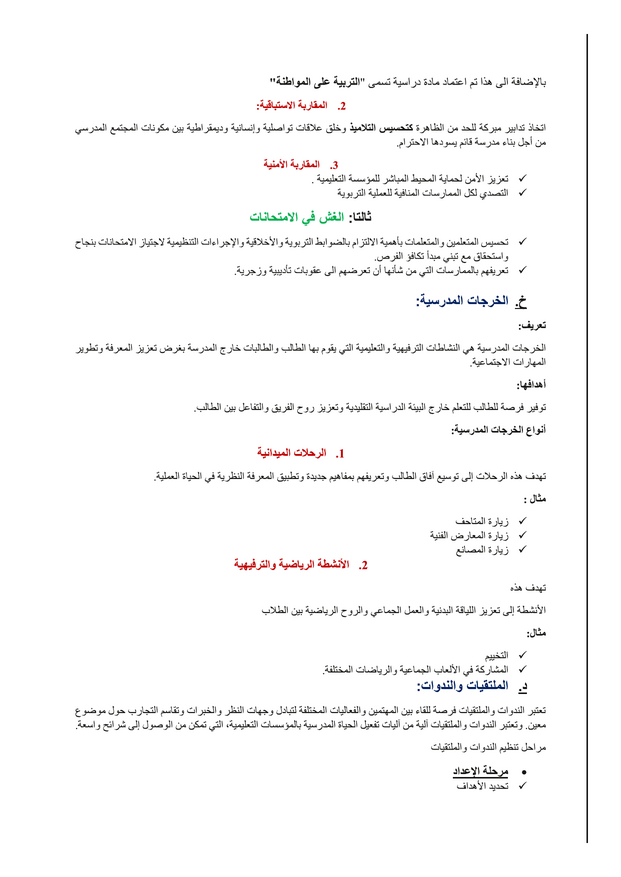 بالإضافة الى هذا تم اعتماد مادة دراسية تسمى "التربية على المواطنة"
2. المقاربة الاستباقية:
اتخاذ تدابير مبكرة للحد من الظاهرة كتحسيس التلاميذ وخلق علاقات تواصلية وإنسانية وديمقراطية بين مكونات المجتمع المدرسي
من أجل بناء مدرسة قائم يسودها الاحترام.
3. المقاربة الأمنية
✓ تعزيز الأمن لحماية المحيط المباشر للمؤسسة التعليمية .
✓ التصدي لكل الممارسات المنافية للعملية التربوية
ثالثا: الغش في الامتحانات
✓ تحسيس المتعلمين والمتعلمات بأهمية الالتزام بالضوابط التربوية والأخلاقية والإجراءات التنظيمية لاجتياز الامتحانات بنجاح
واستحقاق مع تبني مبدأ تكافؤ الفرص.
✓ تعريفهم بالممارسات التي من شأنها أن تعرضهم الى عقوبات تأديبية وزجرية.
خ. الخرجات المدرسية:
تعريف:
الخرجات المدرسية هي النشاطات الترفيهية والتعليمية التي يقوم بها الطالب والطالبات خارج المدرسة بغرض تعزيز المعرفة وتطوير
المهارات الاجتماعية.
أهدافها:
توفير فرصة للطالب للتعلم خارج البيئة الدراسية التقليدية وتعزيز روح الفريق والتفاعل بين الطالب.
أنواع الخرجات المدرسية:
1. الرحلات الميدانية
تهدف هذه الرحلات إلى توسيع آفاق الطالب وتعريفهم بمفاهيم جديدة وتطبيق المعرفة النظرية في الحياة العملية.
مثال :
✓ زيارة المتاحف
✓ زيارة المعارض الفنية
✓ زيارة المصانع
2. الأنشطة الرياضية والترفيهية
تهدف هذه
الأنشطة إلى تعزيز اللياقة البدنية والعمل الجماعي والروح الرياضية بين الطلاب
مثال:
✓ التخييم
✓ المشاركة في الألعاب الجماعية والرياضات المختلفة.
د. الملتقيات والندوات:
تعتبر الندوات والملتقيات فرصة للقاء بين المهتمين والفعاليات المختلفة لتبادل وجهات النظر والخبرات وتقاسم التجارب حول موضوع
معين. وتعتبر الندوات والملتقيات آلية من آليات تفعيل الحياة المدرسية بالمؤسسات التعليمية، التي تمكن من الوصول إلى شرائح واسعة.
مراحل تنظيم الندوات والملتقيات
• مرحلة الإعداد
✓ تحديد الأهداف